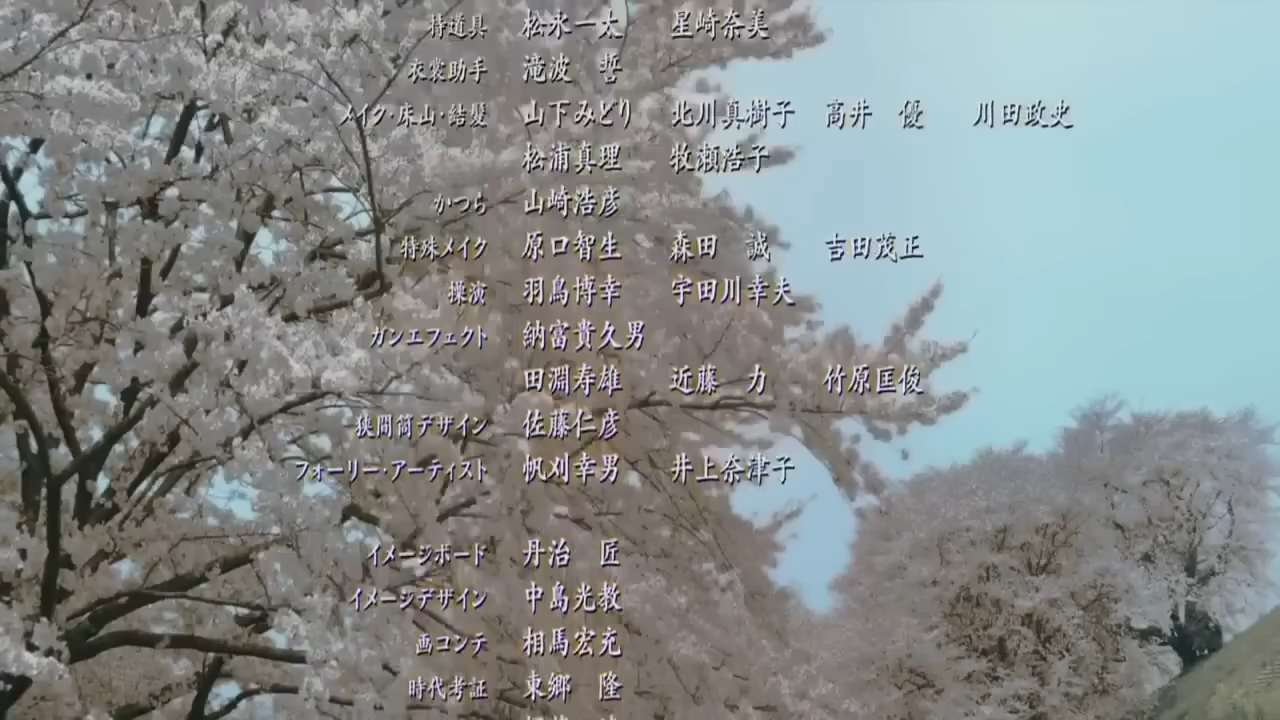 持道具 松永一太 星崎奈美
衣裳助手 滝波 誓
メイク・床山・結髪 山下みどり 北川真樹子 高井 優 川田政史
松浦真理 牧瀬浩子
かつら 山崎浩彦
特殊メイク 原口智生 森田 誠 吉田茂正
操演 羽鳥博幸 宇田川幸夫
ガンエフェクト 納富貴久男
田淵寿雄 近藤 力 竹原匡俊
狭間筒デザイン 佐藤仁彦
フォーリー・アーティスト 帆刈幸男 井上奈津子
イメージボード 丹治 匠
イメージデザイン 中島光教
画コンテ 相馬宏充
時代考証 東郷 隆